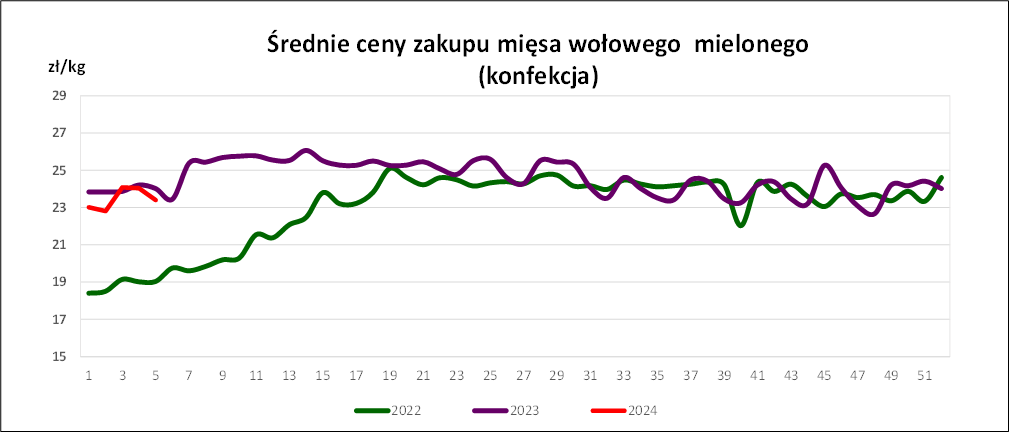 Średnie ceny zakupu mięsa wołowego  mielonego
(konfekcja)
zł/kg
29
27
25
23
21
19
17
15
1 3 5 7 9 11 13 15 17 19 21 23 25 27 29 31 33 35 37 39 41 43 45 47 49 51
2022 2023 2024